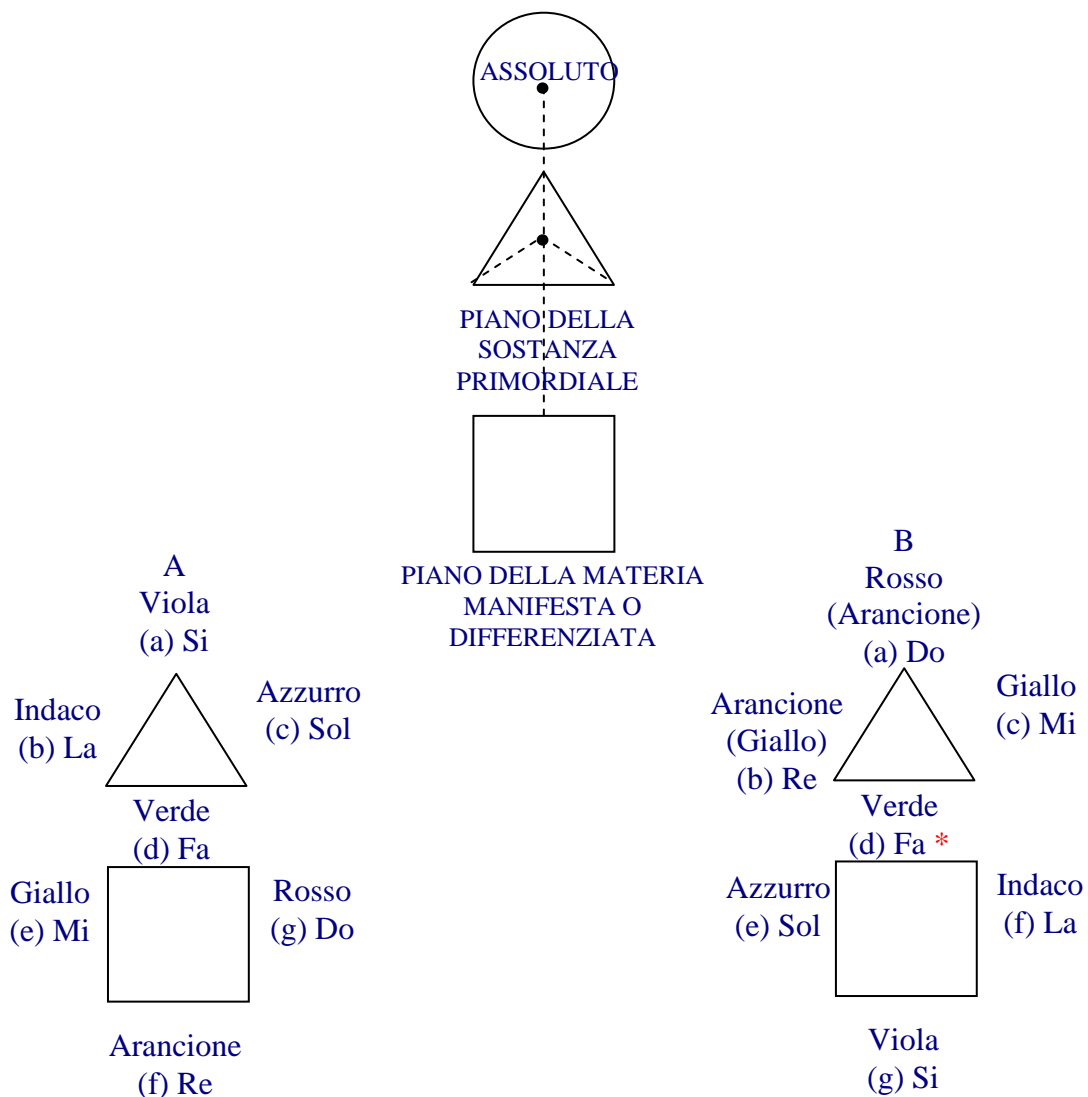 ASSOLUTO
PIANO DELLA
SOSTANZA
PRIMORDIALE
PIANO DELLA MATERIA
MANIFESTA O
DIFFERENZIATA
A
Viola
(a) Si
Indaco
(b) La
Azzurro
(c) Sol
Verde
(d) Fa
Giallo
(e) Mi
Rosso
(g) Do
Arancione
(f) Re
B
Rosso
(Arancione)
(a) Do
Arancione
(Giallo)
(b) Re
Giallo
(c) Mi
Verde
(d) Fa *
Azzurro
(e) Sol
Indaco
(f) La
Viola
(g) Si